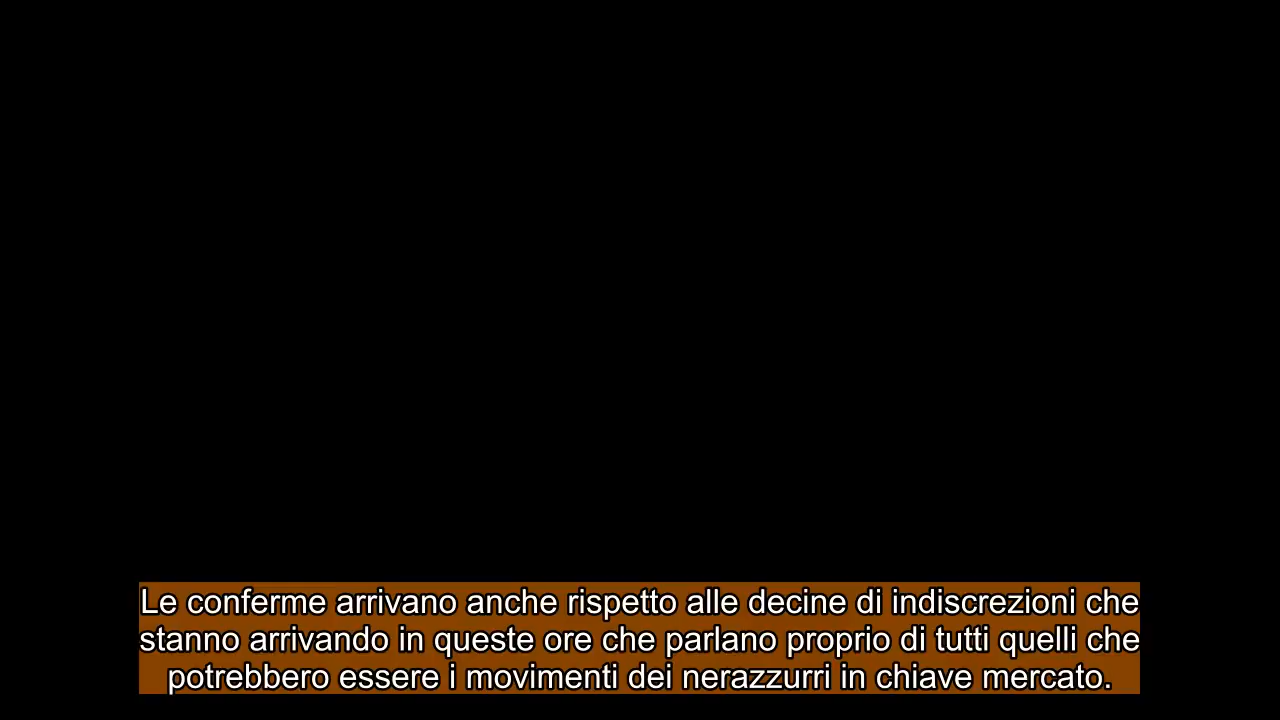 Le conferme arrivano anche rispetto alle decine di indiscrezioni che
stanno arrivando in queste ore che parlano proprio di tutti quelli che
potrebbero essere i movimenti dei nerazzurri in chiave mercato.